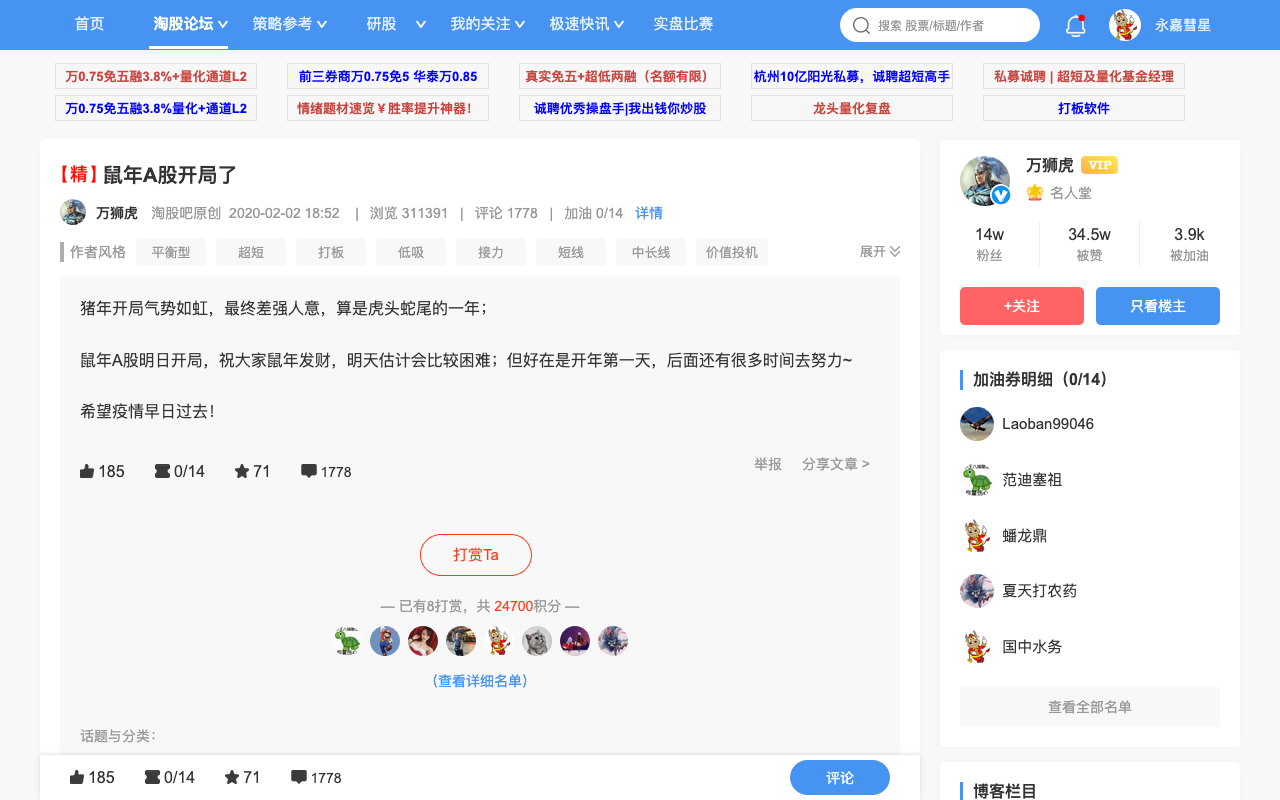 首页 淘股论坛 策略参考 研股 我的关注 极速快讯 实盘比赛 搜索 股票/标题/作者 永嘉彗星
万0.75免五融3.8%+量化通道L2 前三券商万0.75免5 华泰万0.85 真实免五+超低两融（名额有限） 杭州10亿阳光私募，诚聘超短高手 私募诚聘 | 超短及量化基金经理
万0.75免五融3.8%量化+通道L2 情绪题材速览￥胜率提升神器！ 诚聘优秀操盘手|我出钱你炒股 龙头量化复盘 打板软件
【精】鼠年A股开局了
万狮虎 淘股吧原创 2020-02-02 18:52 | 浏览 311391 | 评论 1778 | 加油 0/14 详情
作者风格 平衡型 超短 打板 低吸 接力 短线 中长线 价值投机 展开
猪年开局气势如虹，最终差强人意，算是虎头蛇尾的一年；
鼠年A股明日开局，祝大家鼠年发财，明天估计会比较困难；但好在是开年第一天，后面还有很多时间去努力~
希望疫情早日过去！
185 0/14 71 1778 举报 分享文章 >
打赏Ta
— 已有8打赏，共 24700积分 —
（查看详细名单）
话题与分类：
185 0/14 71 1778 评论
万狮虎 VIP
名人堂
14w 34.5w 3.9k
粉丝 被赞 被加油
+关注 只看楼主
加油券明细（0/14）
Laoban99046
范迪塞祖
蟠龙鼎
夏天打农药
国中水务
查看全部名单
博客栏目